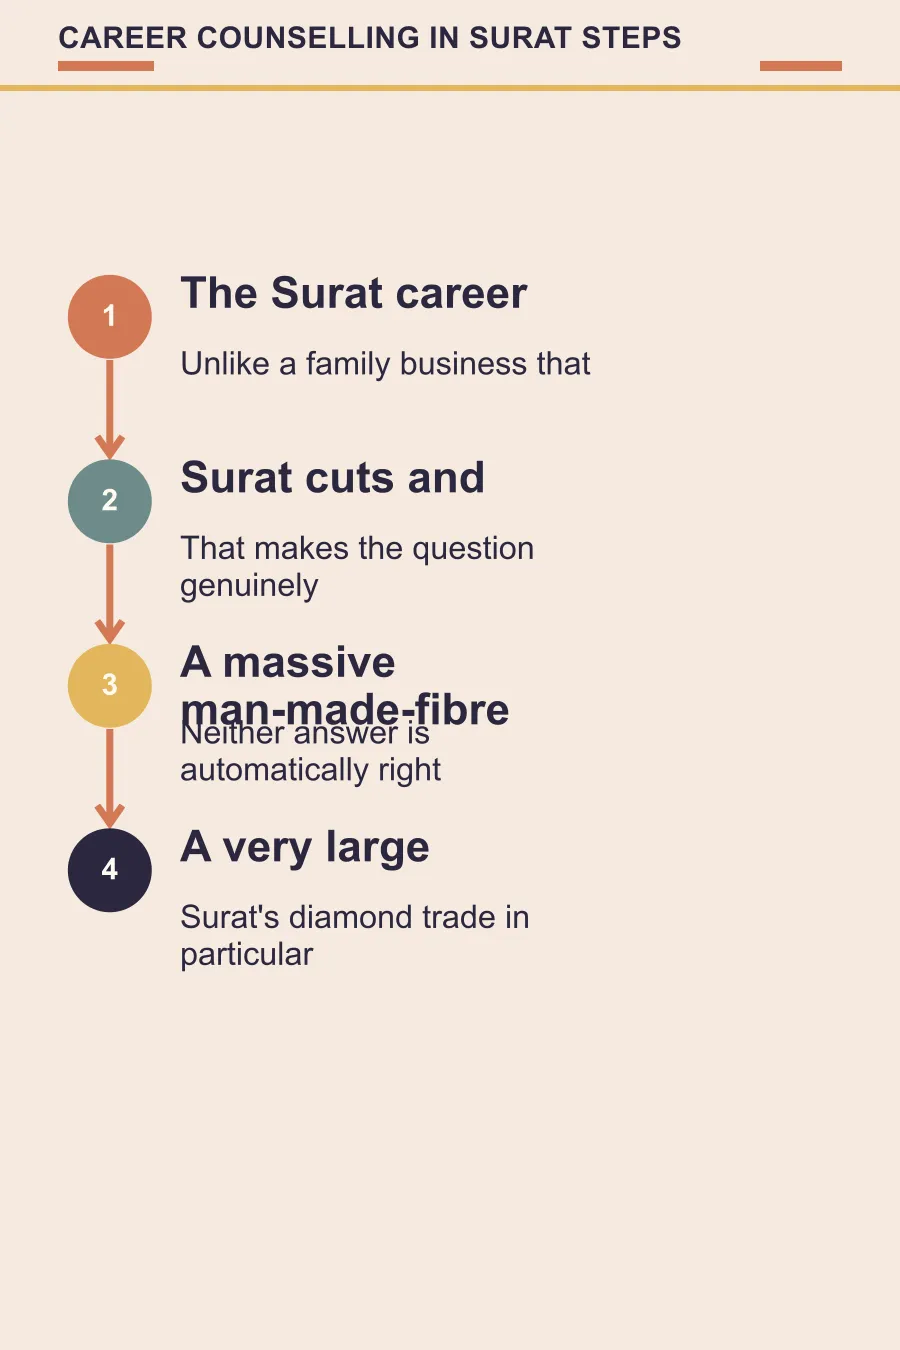 CAREER COUNSELLING IN SURAT STEPS
1
The Surat career
Unlike a family business that
2
Surat cuts and
That makes the question
genuinely
3
A massive
man-made-fibre
Neither answer is
automatically right
4
A very large
Surat's diamond trade in
particular